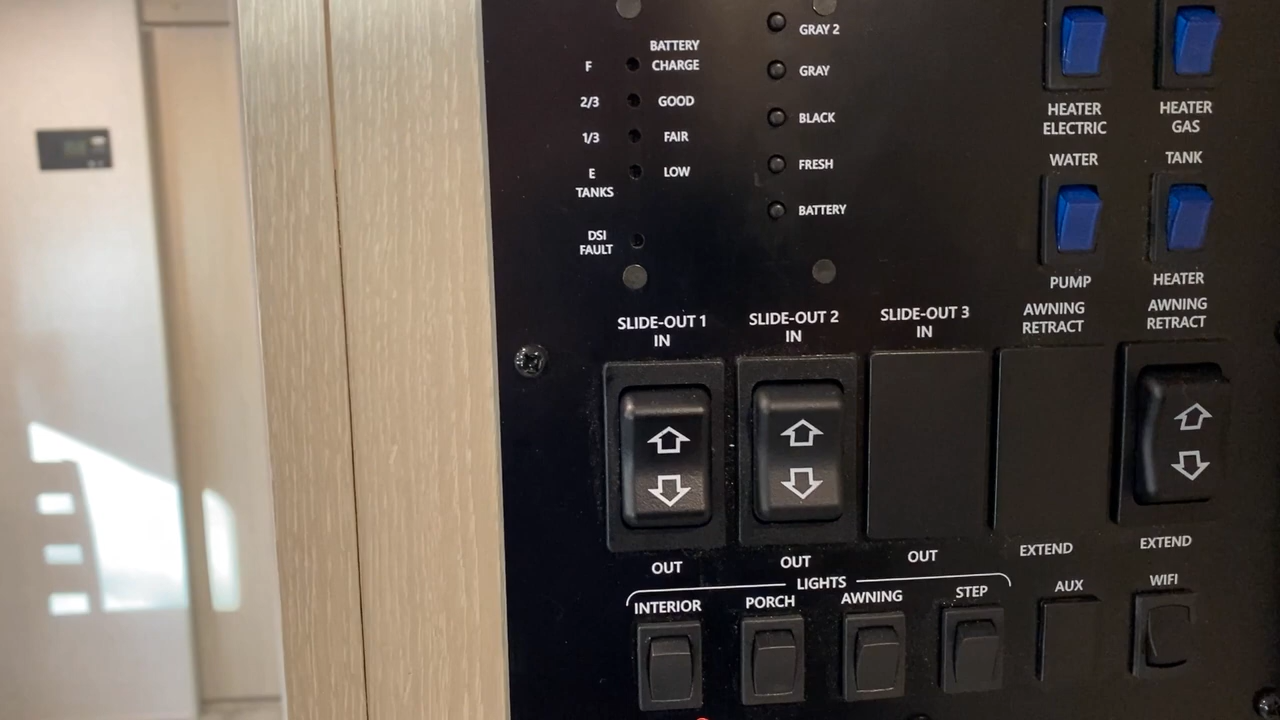 BATTERY
F CHARGE
2/3 GOOD
1/3 FAIR
E LOW
TANKS
DSI
FAULT
GRAY 2
GRAY
BLACK
FRESH
BATTERY
HEATER
ELECTRIC
HEATER
GAS
WATER
PUMP
TANK
HEATER
SLIDE-OUT 1
IN
OUT
SLIDE-OUT 2
IN
OUT
SLIDE-OUT 3
IN
OUT
AWNING
RETRACT
EXTEND
AWNING
RETRACT
EXTEND
LIGHTS
INTERIOR
PORCH
AWNING
STEP
AUX
WIFI